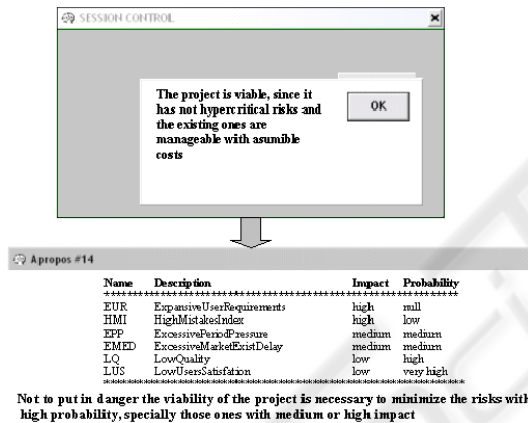 SESSION CONTROL
The project is viable, since it
has not hypercritical risks and
the existing ones are
manageable with asumible
costs
OK
Apropos #14
Name Description Impact Probability
EUR ExpansiveUserRequirements high null
HMI HighMistakesIndex high low
EPP ExcessivePeriodPressure medium medium
EMED ExcessiveMarketExistDelay medium medium
LQ LowQuality low high
LUS LowUsersSatisfation low very high
Not to put in danger the viability of the project is necessary to minimize the risks with
high probability, specially those ones with medium or high impact